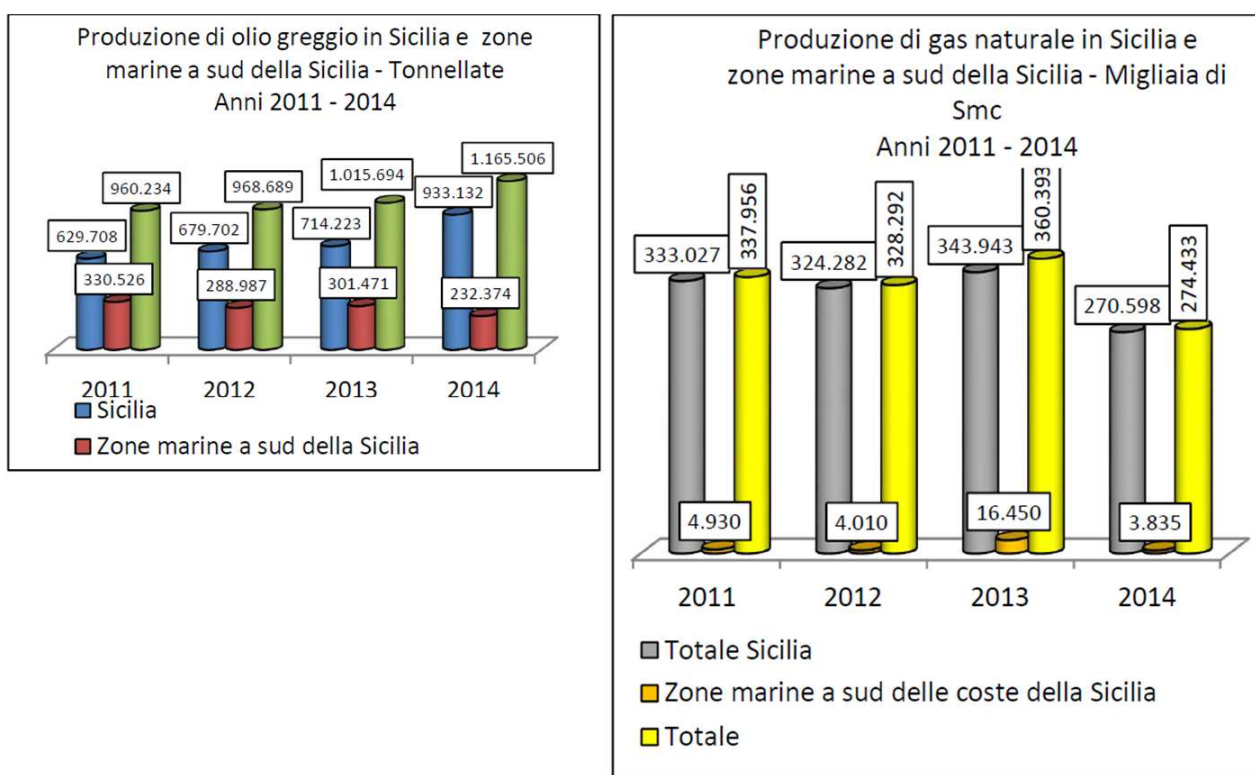 Produzione di olio greggio in Sicilia e zone
marine a sud della Sicilia - Tonnellate
Anni 2011 - 2014
629.708
330.526
960.234
679.702
288.987
968.689
714.223
301.471
1.015.694
933.132
232.374
1.165.506
2011
2012
2013
2014
Sicilia
Zone marine a sud della Sicilia
Produzione di gas naturale in Sicilia e
zone marine a sud della Sicilia - Migliaia di
Smc
Anni 2011 - 2014
333.027
4.930
337.956
324.282
4.010
328.292
343.943
16.450
360.393
270.598
3.835
274.433
2011
2012
2013
2014
Totale Sicilia
Zone marine a sud delle coste della Sicilia
Totale